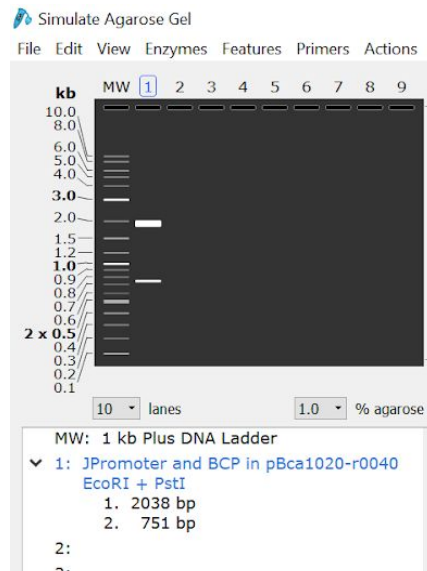 Simulate Agarose Gel
File Edit View Enzymes Features Primers Actions
kb MW 1 2 3 4 5 6 7 8 9
10.0
8.0
6.0
5.0
4.0
3.0
2.0
1.5
1.2
1.0
0.9
0.8
0.7
0.6
2 x 0.5
0.4
0.3
0.2
0.1
10 lanes 1.0 % agarose
MW: 1 kb Plus DNA Ladder
1: JPromoter and BCP in pBca1020-r0040
EcoRI + PstI
1. 2038 bp
2. 751 bp
2: